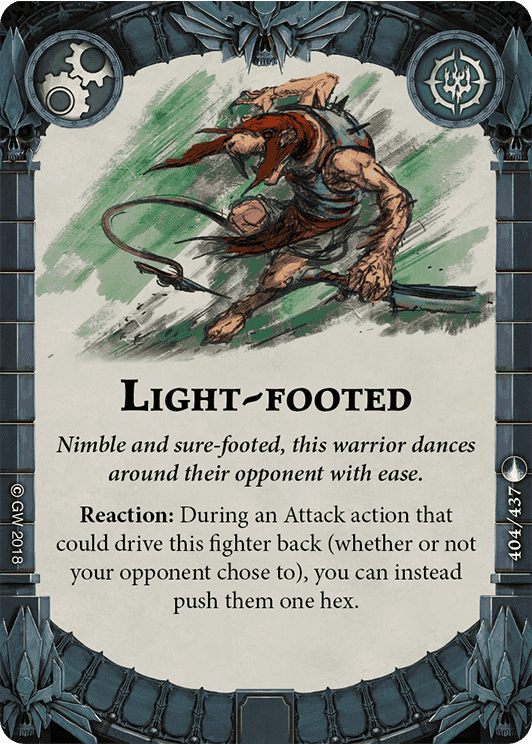 LIGHT~FOOTED
Nimble and sure-footed, this warrior dances
around their opponent with ease.
Reaction: During an Attack action that
could drive this fighter back (whether or not
your opponent chose to), you can instead
push them one hex.
© GW 2018
404/437